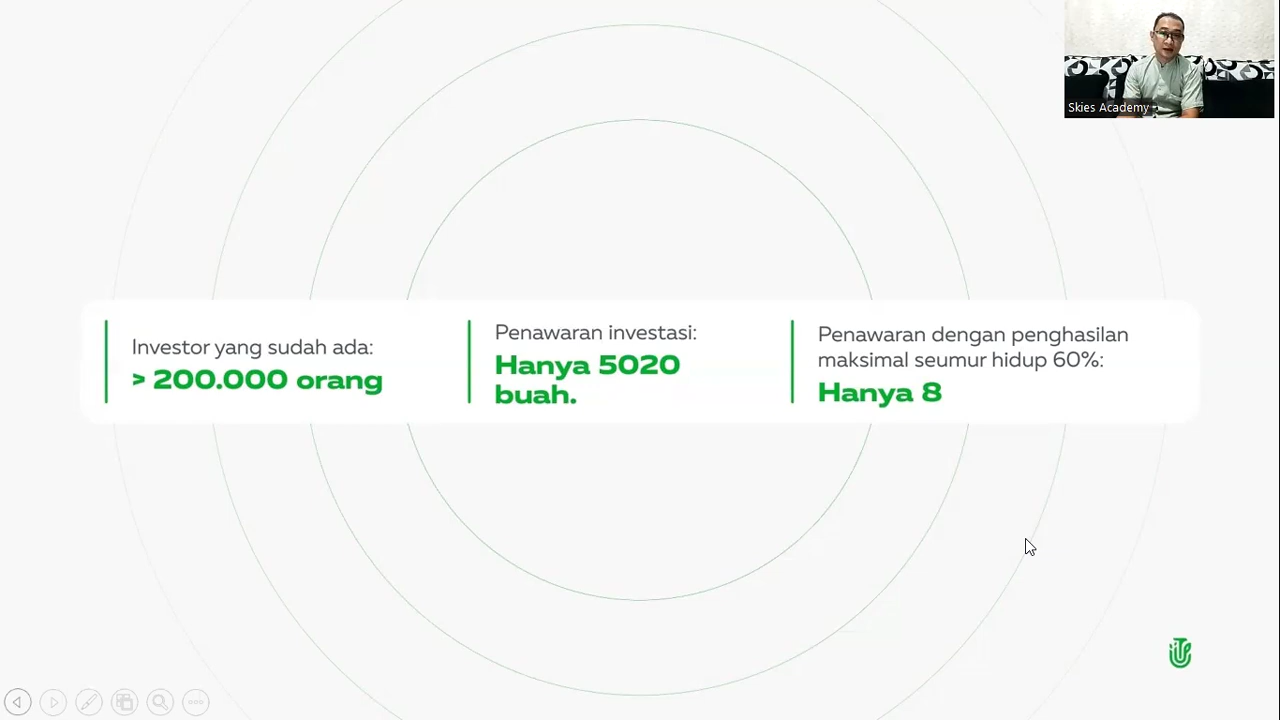 Skies Academy
Investor yang sudah ada:
> 200.000 orang
Penawaran investasi:
Hanya 5020
buah.
Penawaran dengan penghasilan
maksimal seumur hidup 60%:
Hanya 8